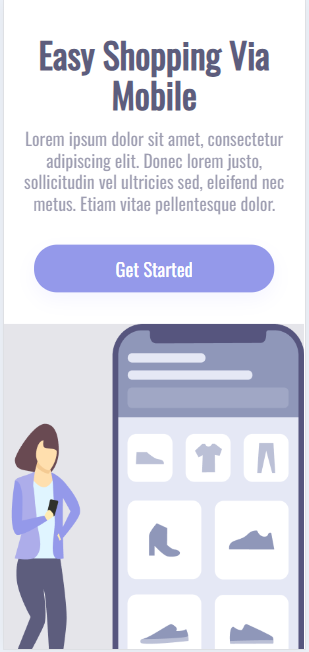 Easy Shopping Via
Mobile
Lorem ipsum dolor sit amet, consectetur
adipiscing elit. Donec lorem justo,
sollicitudin vel ultricies sed, eleifend nec
metus. Etiam vitae pellentesque dolor.
Get Started